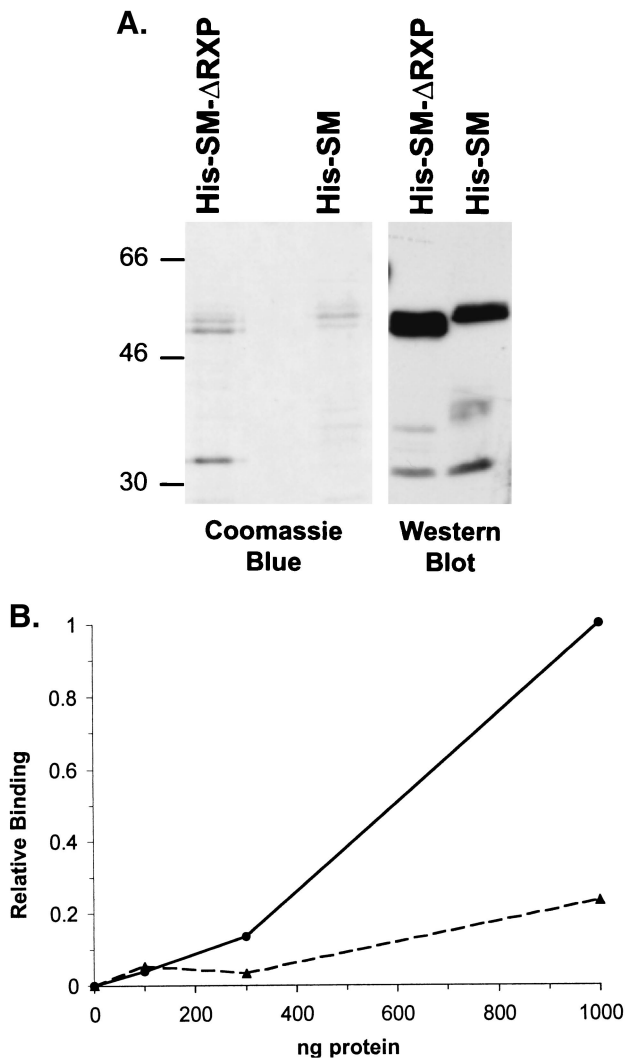 A.
His-SM-ΔRXP
His-SM
His-SM-ΔRXP
His-SM
66
46
30
Coomassie
Blue
Western
Blot
B.
1
0.8
0.6
0.4
0.2
0
Relative Binding
0 200 400 600 800 1000
ng protein